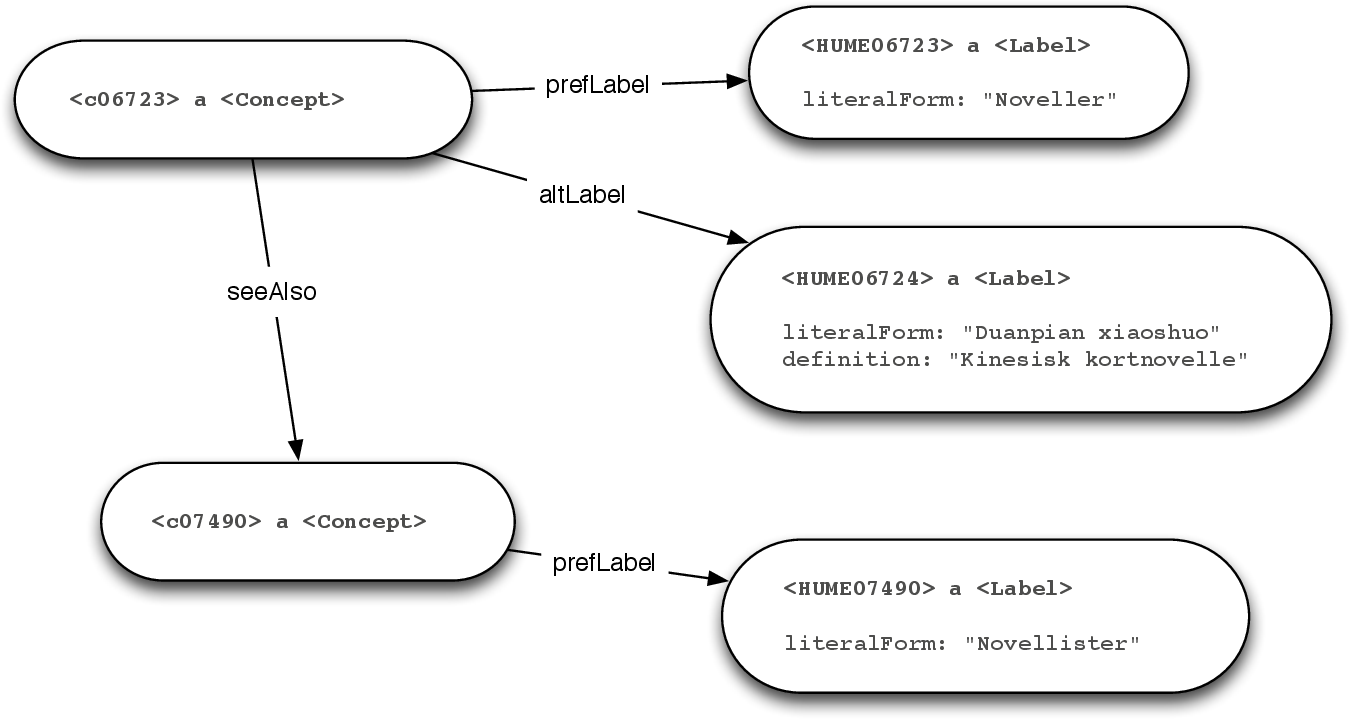 <c06723> a <Concept>
prefLabel
<HUME06723> a <Label>
literalForm: "Noveller"
altLabel
<HUME06724> a <Label>
literalForm: "Duanpian xiaoshuo"
definition: "Kinesisk kortnovelle"
seeAlso
<c07490> a <Concept>
prefLabel
<HUME07490> a <Label>
literalForm: "Novellister"